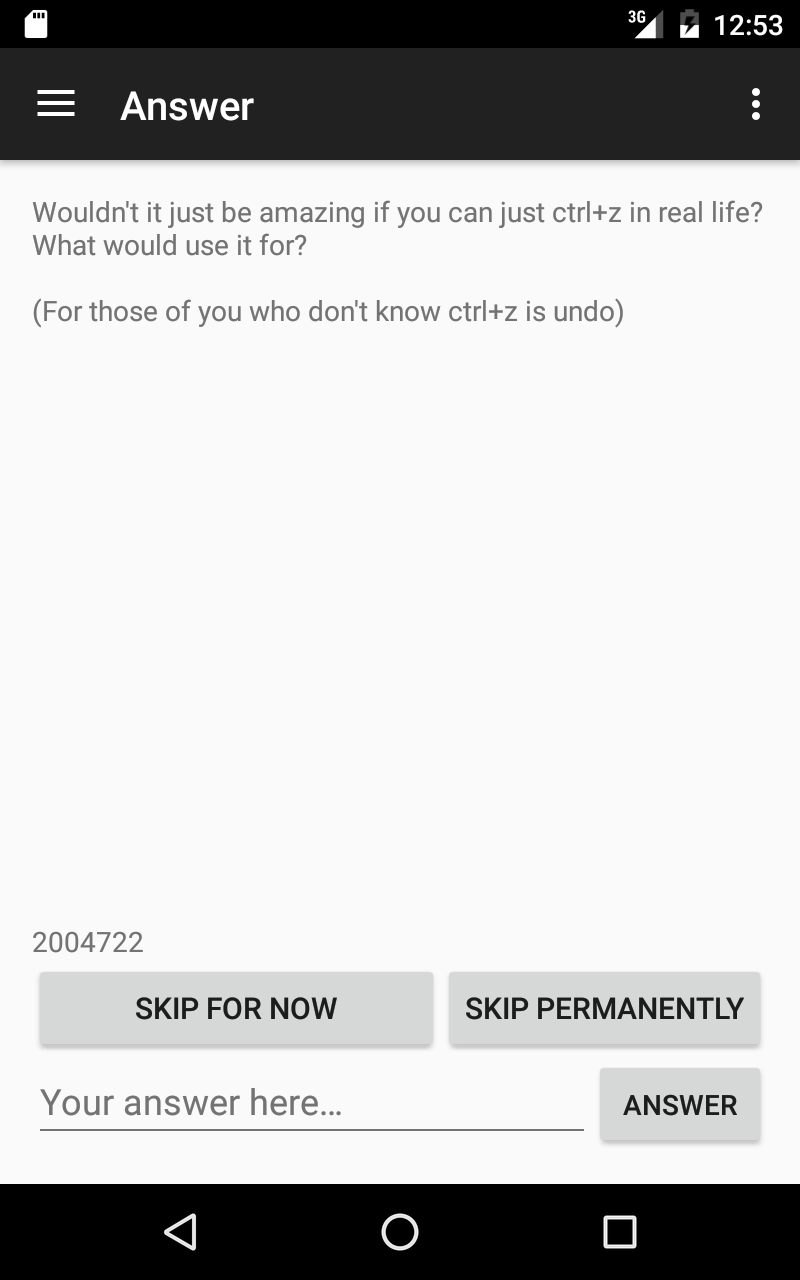 3G 12:53
Answer
Wouldn't it just be amazing if you can just ctrl+z in real life?
What would use it for?
(For those of you who don't know ctrl+z is undo)
2004722
SKIP FOR NOW SKIP PERMANENTLY
Your answer here... ANSWER